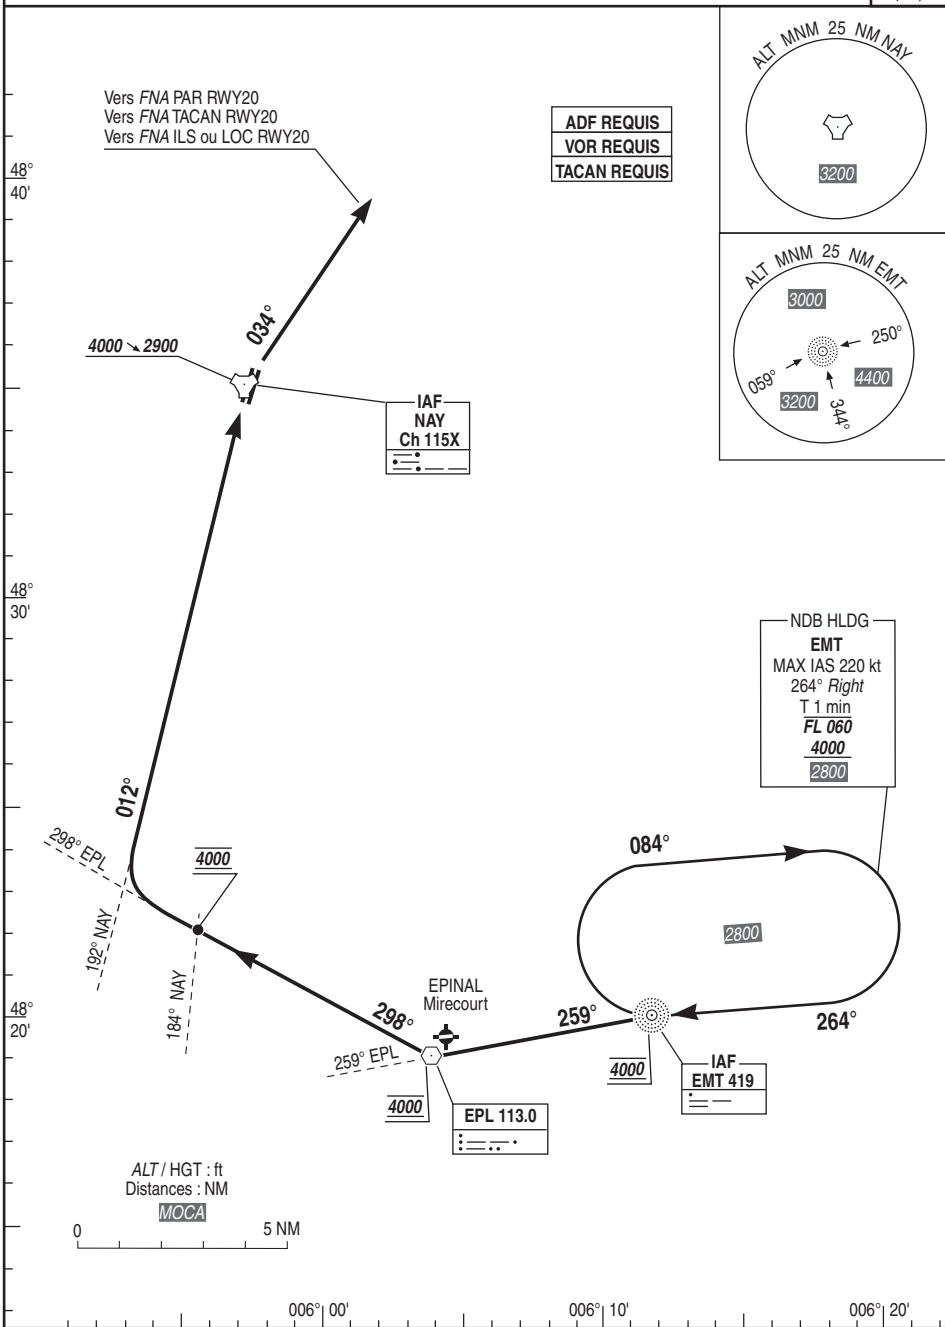 ALT MNM 25 NM NAY
3200
Vers FNA PAR RWY20
Vers FNA TACAN RWY20
Vers FNA ILS ou LOC RWY20
ADF REQUIS
VOR REQUIS
TACAN REQUIS
48°
40'
ALT MNM 25 NM EMT
3000
250°
059°
4400
3200
344°
034°
4000 ↘ 2900
IAF
NAY
Ch 115X
48°
30'
NDB HLDG
EMT
MAX IAS 220 kt
264° Right
T 1 min
FL 060
4000
2800
012°
298° EPL
4000
084°
192° NAY
184° NAY
2800
EPINAL
Mirecourt
48°
20'
298°
259°
264°
259° EPL
4000
IAF
EMT 419
4000
EPL 113.0
ALT / HGT : ft
Distances : NM
MOCA
0 5 NM
006° 00' 006° 10' 006° 20'